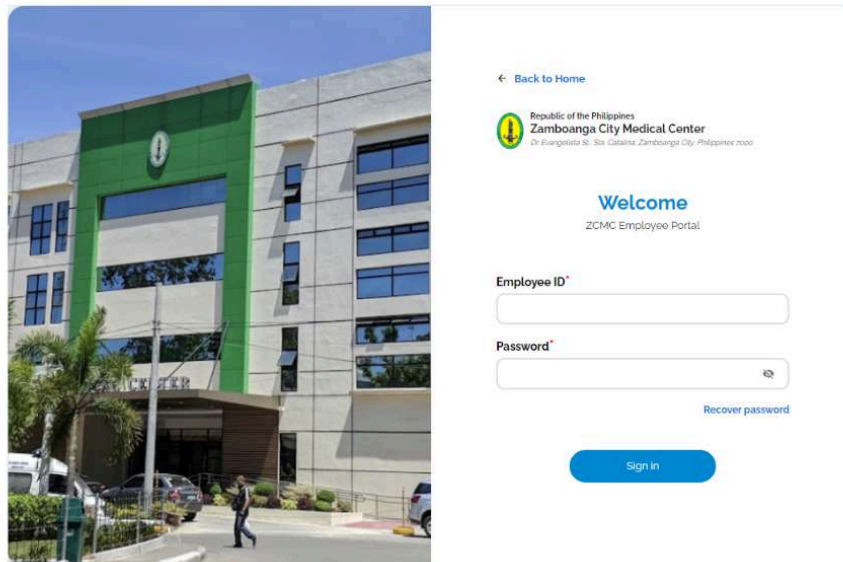 ← Back to Home
Republic of the Philippines
Zamboanga City Medical Center
Dr. Evangelista St., Sta. Catalina, Zamboanga City, Philippines 7000
Welcome
ZCMC Employee Portal
Employee ID*
Password*
Recover password
Sign in